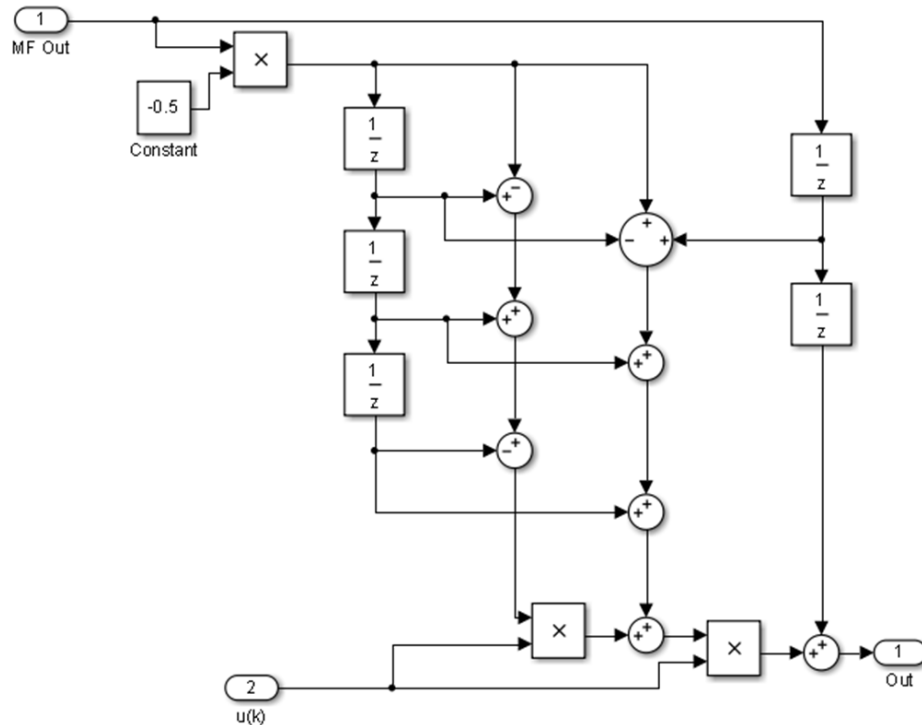 1
MF Out
×
-0.5
Constant
1
z
1
z
+ −
− + +
1
z
1
z
+ +
+ +
1
z
− +
+ +
×
+ +
×
+ +
1
Out
2
u(k)